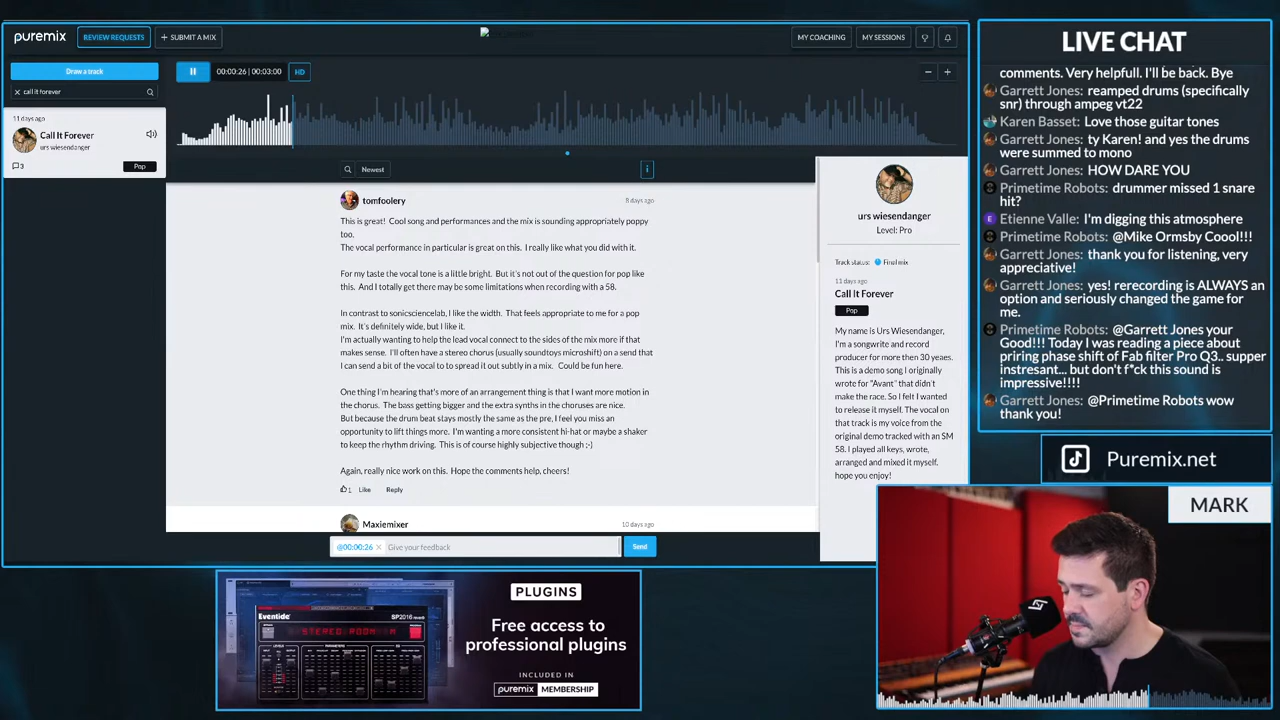 puremix
REVIEW REQUESTS
+ SUBMIT A MIX
MY COACHING
MY SESSIONS
Draw a track
call it forever
11 days ago
Call It Forever
urs wiesendanger
3
Pop
00:00:26 | 00:03:00
HD
Newest
i
tomfoolery
8 days ago
This is great! Cool song and performances and the mix is sounding appropriately poppy
too.
The vocal performance in particular is great on this. I really like what you did with it.
For my taste the vocal tone is a little bright. But it's not out of the question for pop like
this. And I totally get there may be some limitations when recording with a 58.
In contrast to sonicsciencelab, I like the width. That feels appropriate to me for a pop
mix. It's definitely wide, but I like it.
I'm actually wanting to help the lead vocal connect to the sides of the mix more if that
makes sense. I'll often have a stereo chorus (usually soundtoys microshift) on a send that
I can send a bit of the vocal to to spread it out subtly in a mix. Could be fun here.
One thing I'm hearing that's more of an arrangement thing is that I want more motion in
the chorus. The bass getting bigger and the extra synths in the choruses are nice.
But because the drum beat stays mostly the same as the pre, I feel you miss an
opportunity to lift things more. I'm wanting a more consistent hi-hat or maybe a shaker
to keep the rhythm driving. This is of course highly subjective though ;-)
Again, really nice work on this. Hope the comments help, cheers!
1 Like Reply
Maxiemixer
10 days ago
@00:00:26 × Give your feedback
Send
urs wiesendanger
Level: Pro
Track status: Final mix
11 days ago
Call It Forever
Pop
My name is Urs Wiesendanger,
I'm a songwrite and record
producer for more then 30 yeaes.
This is a demo song I originally
wrote for "Avant" that didn't
make the race. So I felt I wanted
to release it myself. The vocal on
that track is my voice from the
original demo tracked with an SM
58. I played all keys, wrote,
arranged and mixed it myself.
hope you enjoy!
LIVE CHAT
comments. Very helpfull. I'll be back. Bye
Garrett Jones: reamped drums (specifically
snr) through ampeg vt22
Karen Basset: Love those guitar tones
Garrett Jones: ty Karen! and yes the drums
were summed to mono
Garrett Jones: HOW DARE YOU
Primetime Robots: drummer missed 1 snare
hit?
E Etienne Valle: I'm digging this atmosphere
Primetime Robots: @Mike Ormsby Coool!!!
Garrett Jones: thank you for listening, very
appreciative!
Garrett Jones: yes! rerecording is ALWAYS an
option and seriously changed the game for
me.
Primetime Robots: @Garrett Jones your
Good!!! Today I was reading a piece about
priring phase shift of Fab filter Pro Q3.. supper
instresant... but don't f*ck this sound is
impressive!!!!
Garrett Jones: @Primetime Robots wow
thank you!
Puremix.net
MARK
Eventide
SP2016 reverb
STEREO ROOM
PLUGINS
Free access to
professional plugins
INCLUDED IN
puremix MEMBERSHIP